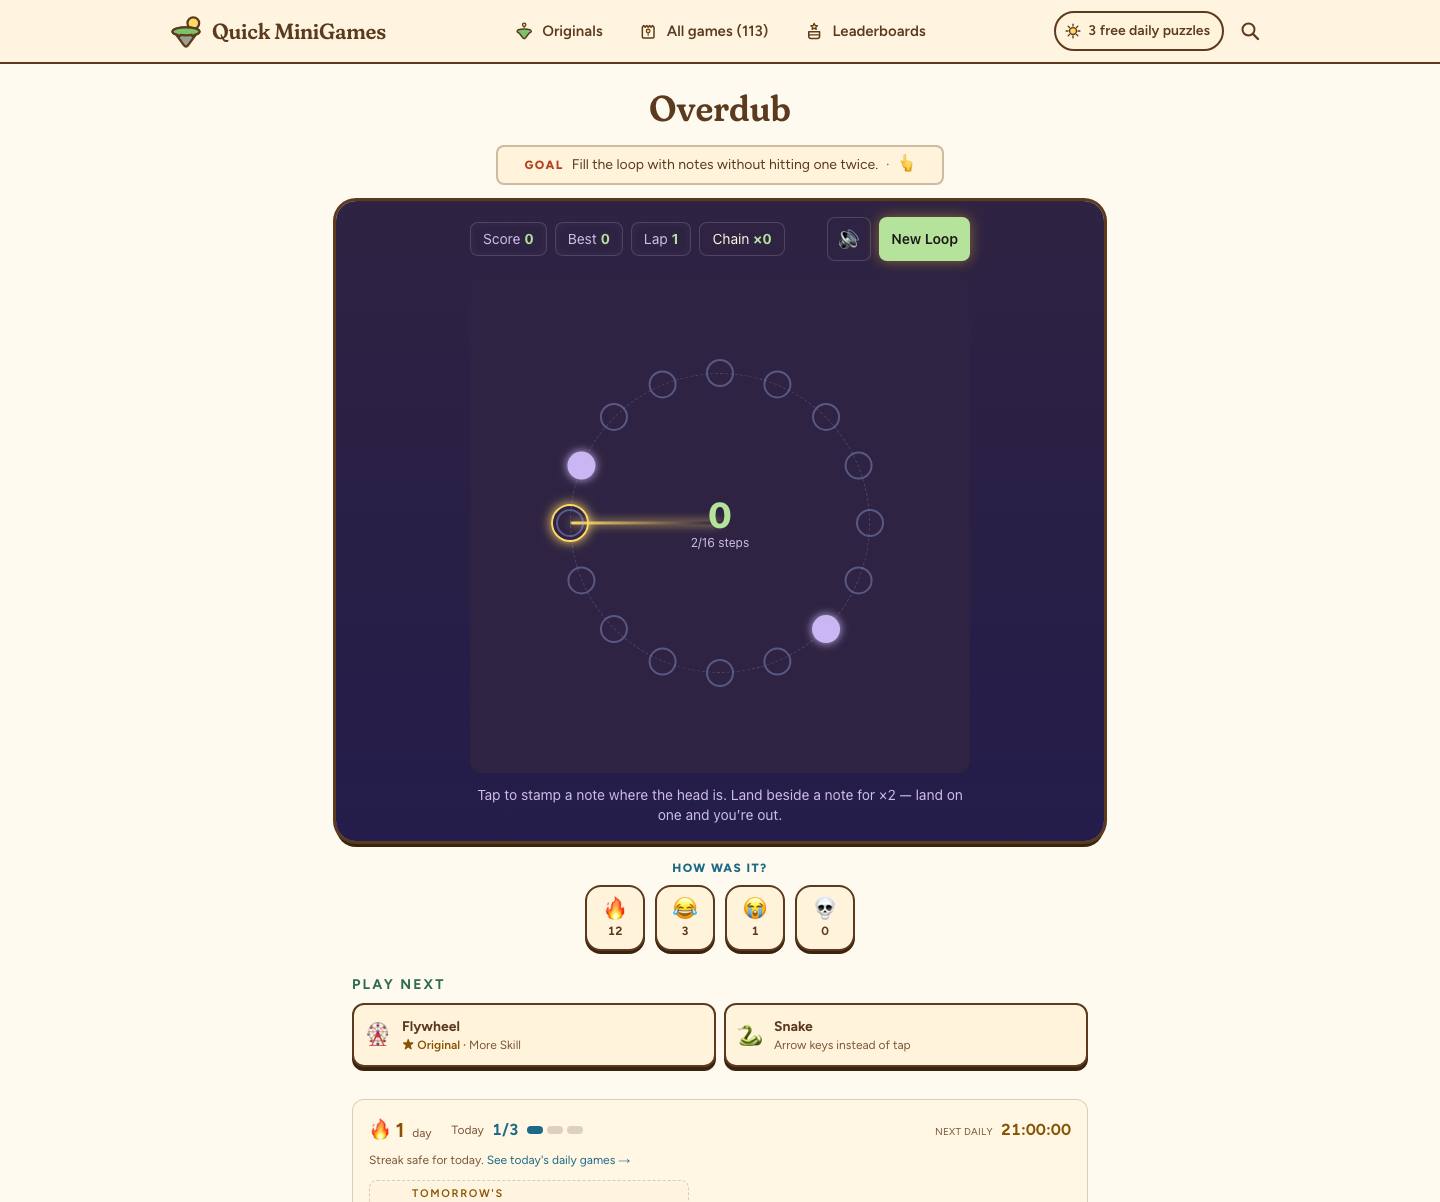 Quick MiniGames
Originals
All games (113)
Leaderboards
3 free daily puzzles
Overdub
GOAL Fill the loop with notes without hitting one twice. ·
Score 0
Best 0
Lap 1
Chain ×0
New Loop
0
2/16 steps
Tap to stamp a note where the head is. Land beside a note for ×2 — land on
one and you're out.
HOW WAS IT?
12
3
1
0
PLAY NEXT
Flywheel
Original · More Skill
Snake
Arrow keys instead of tap
1 day
Today 1/3
NEXT DAILY 21:00:00
Streak safe for today. See today's daily games →
TOMORROW'S